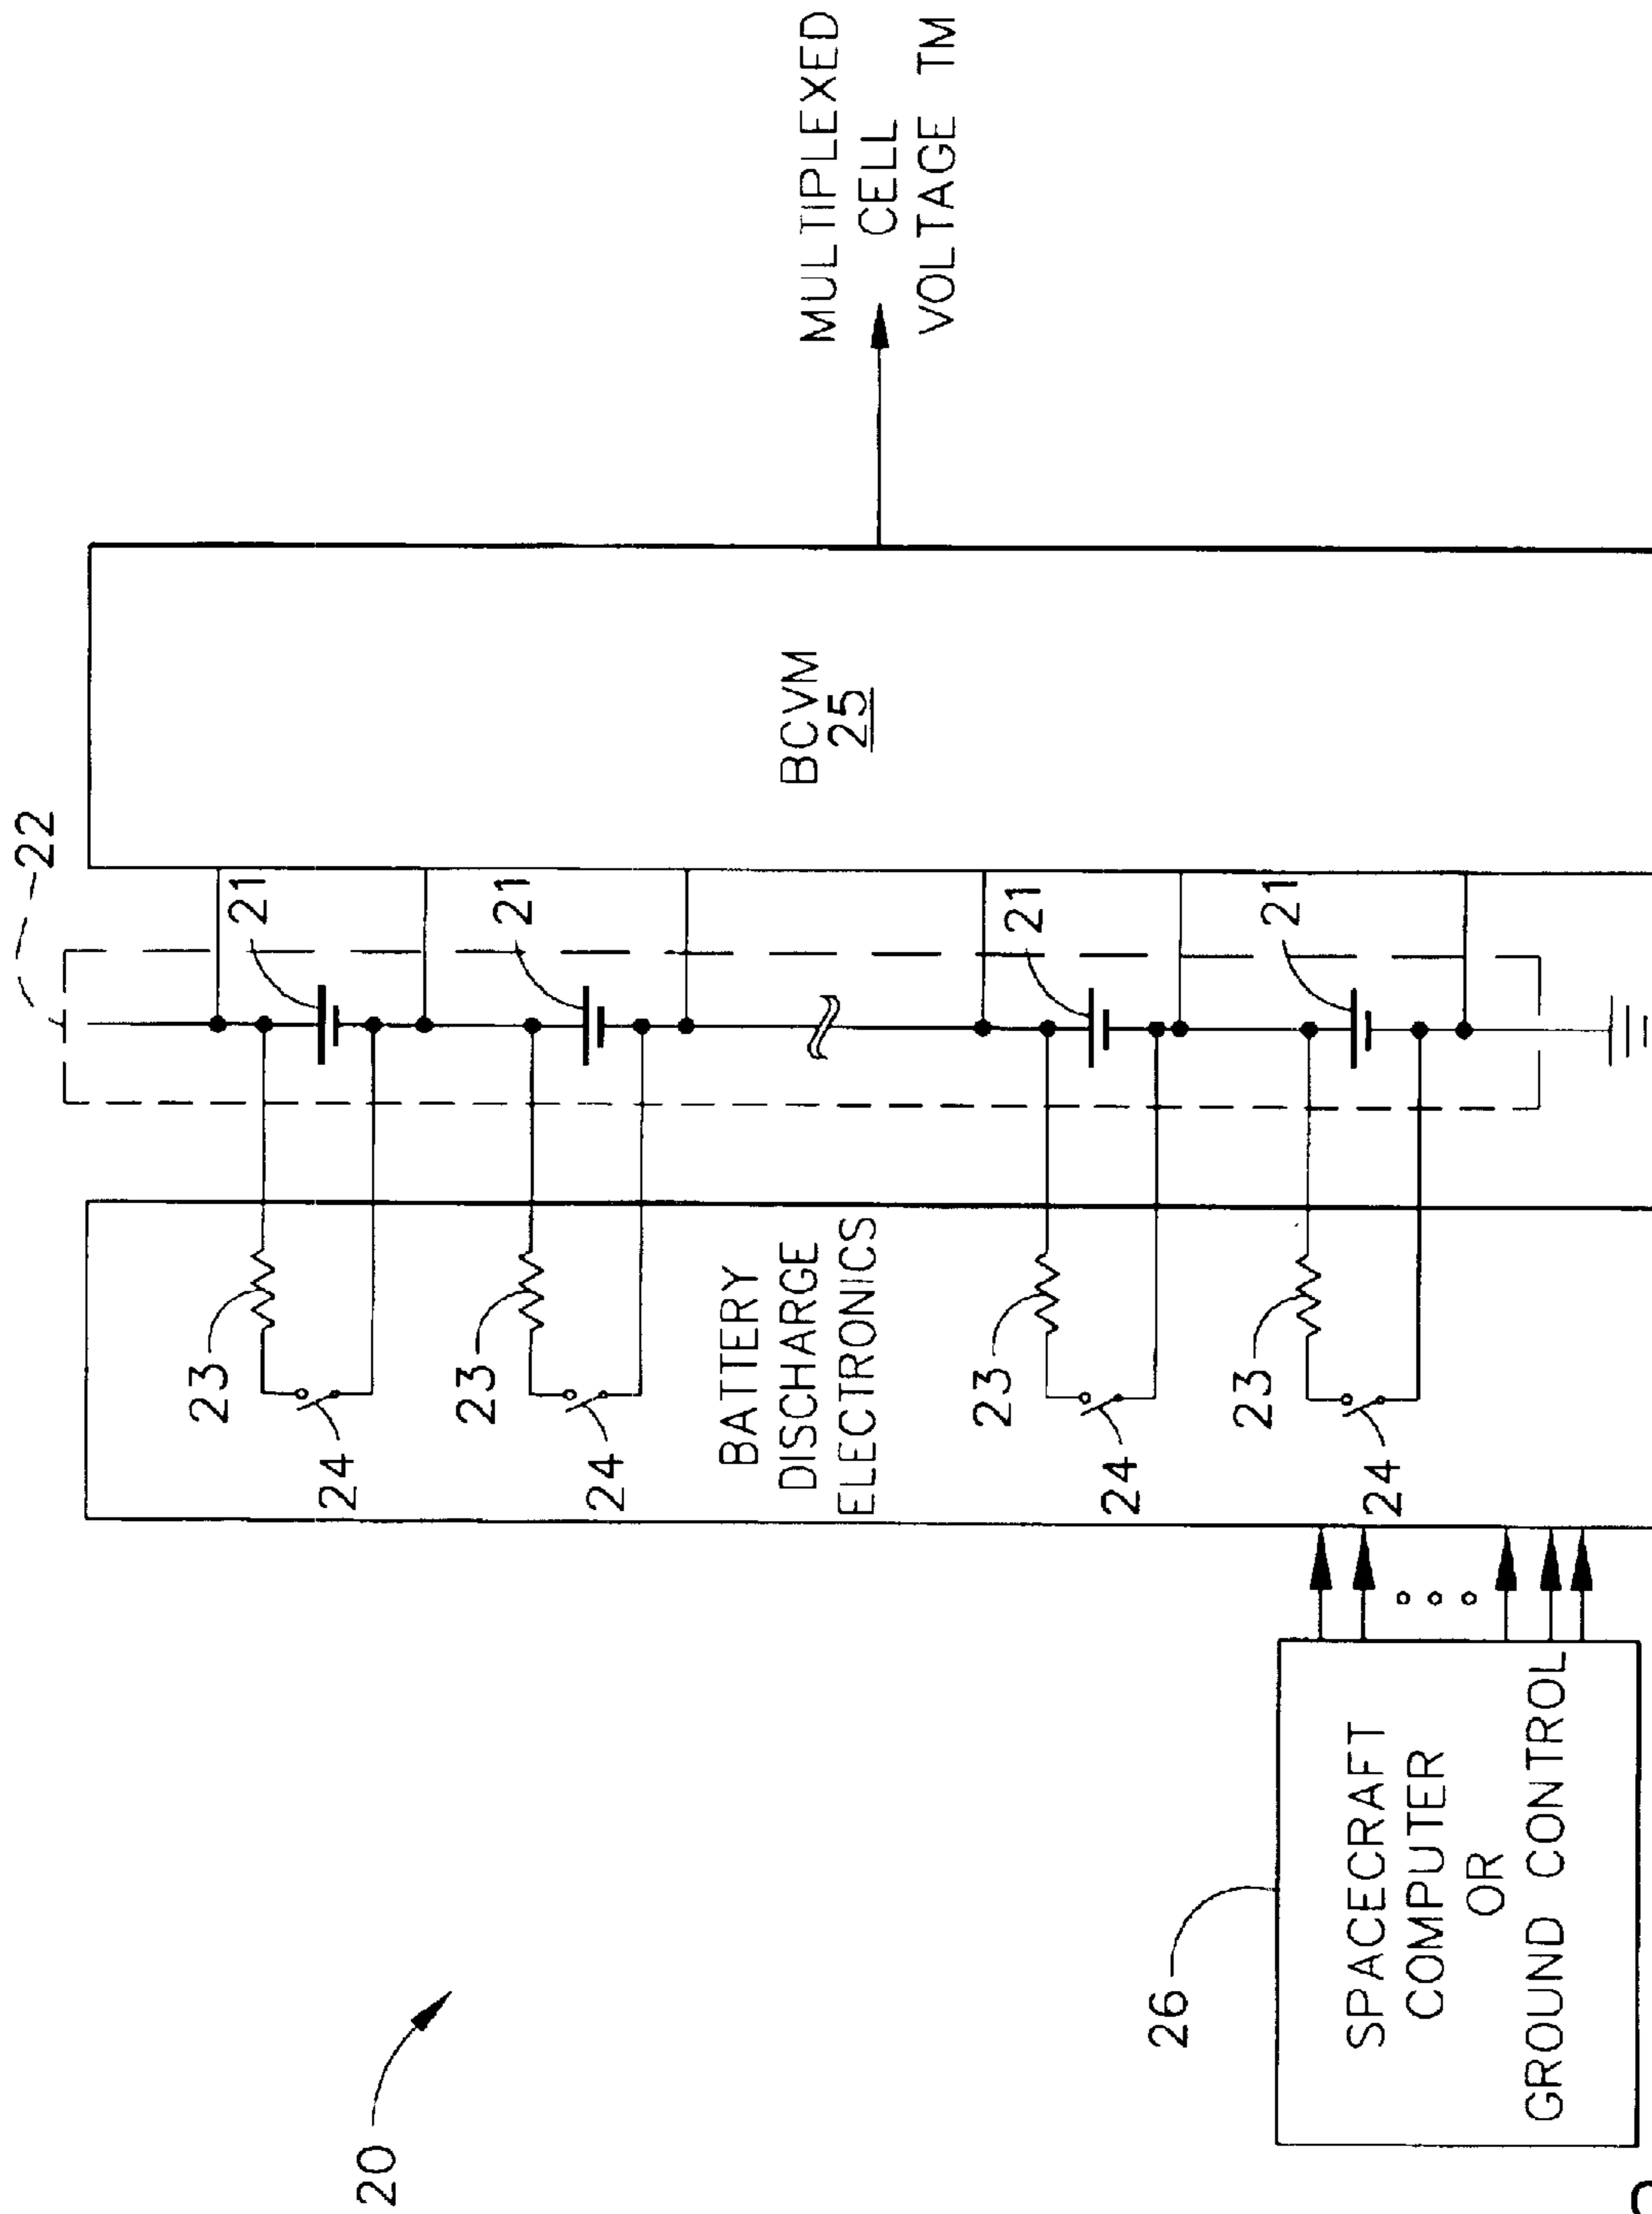 20
26
SPACECRAFT
COMPUTER
OR
GROUND CONTROL
BATTERY
DISCHARGE
ELECTRONICS
23
24
23
24
23
24
23
24
22
21
21
21
21
BCVM
25
MULTIPLEXED
CELL
VOLTAGE TM